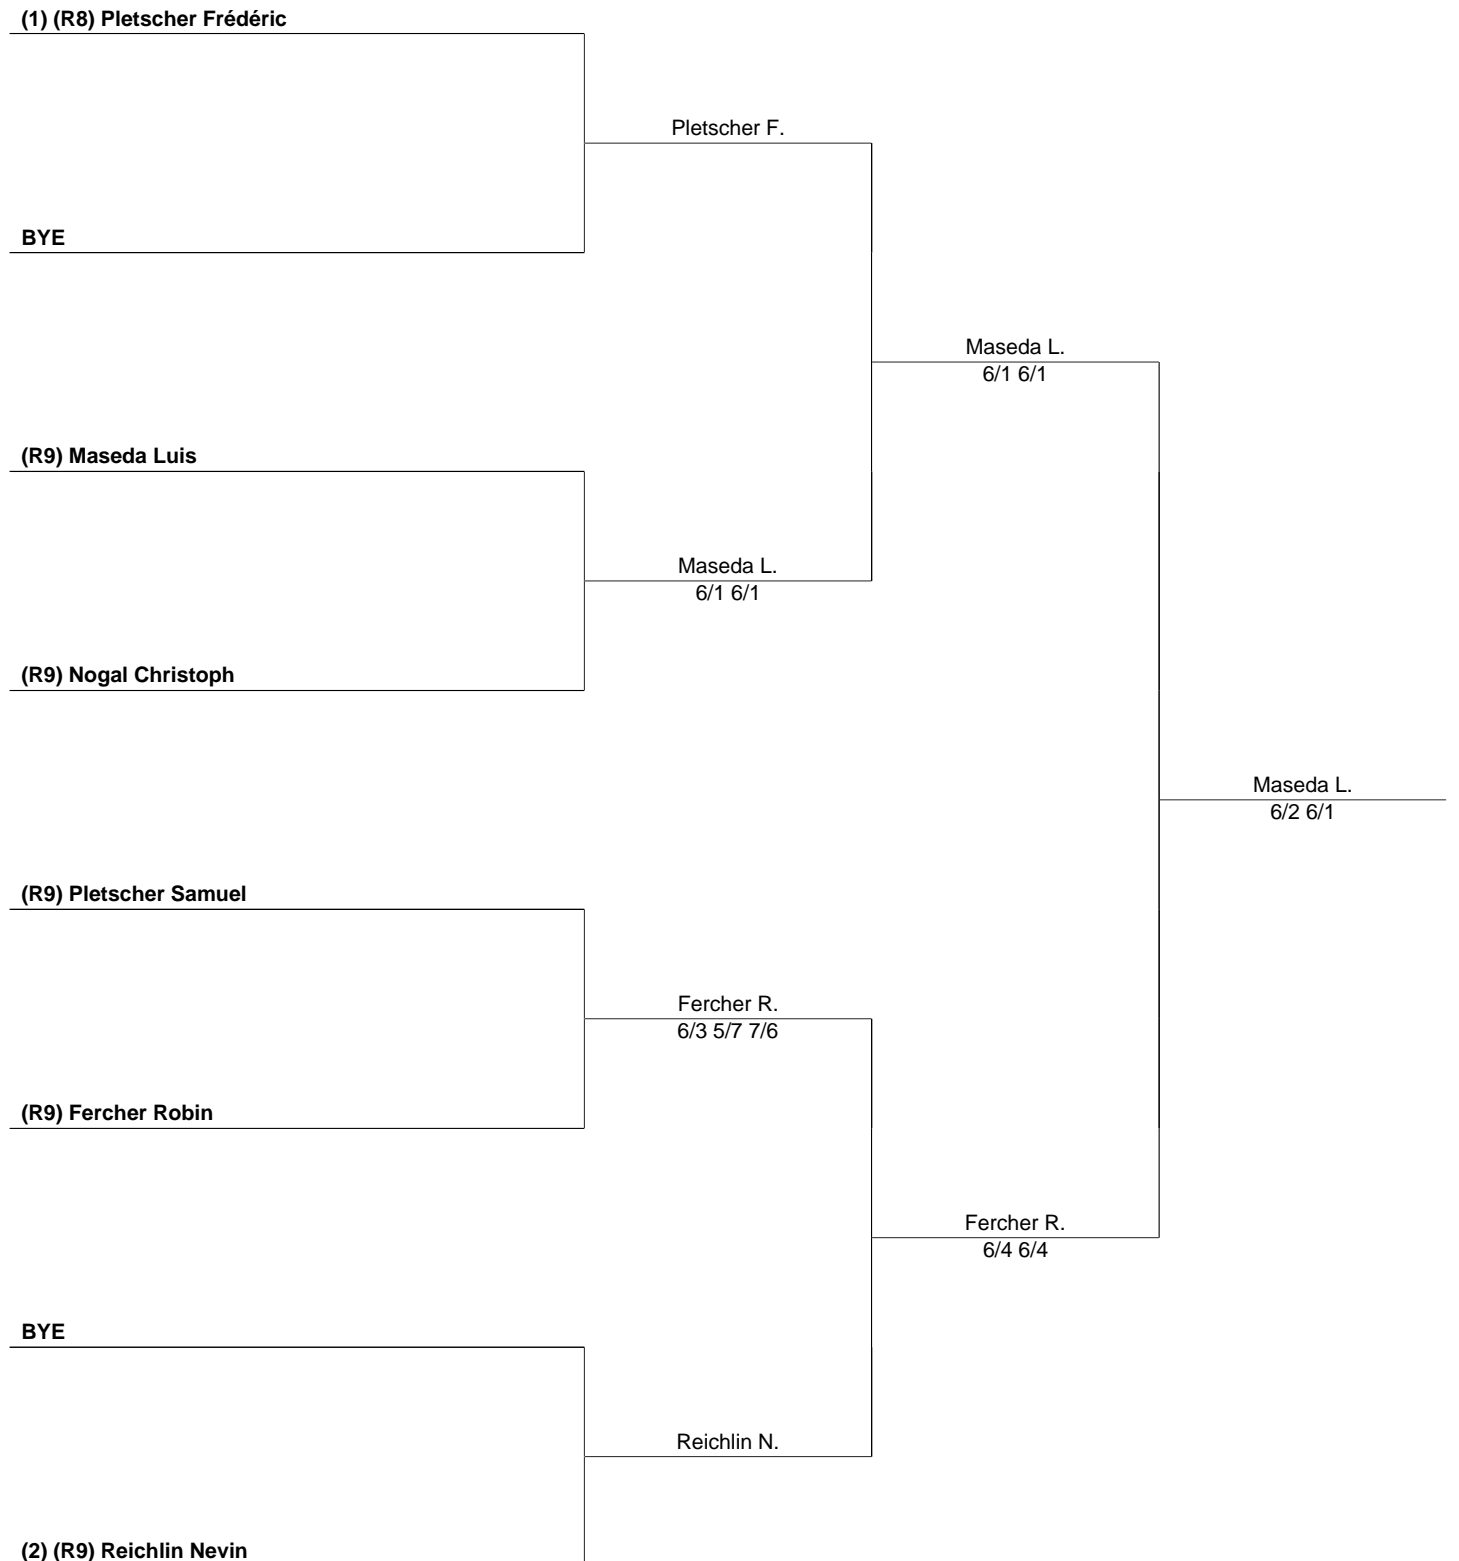 (1) (R8) Pletscher Frédéric
Pletscher F.
BYE
Maseda L.
6/1 6/1
(R9) Maseda Luis
Maseda L.
6/1 6/1
(R9) Nogal Christoph
Maseda L.
6/2 6/1
(R9) Pletscher Samuel
Fercher R.
6/3 5/7 7/6
(R9) Fercher Robin
Fercher R.
6/4 6/4
BYE
Reichlin N.
(2) (R9) Reichlin Nevin